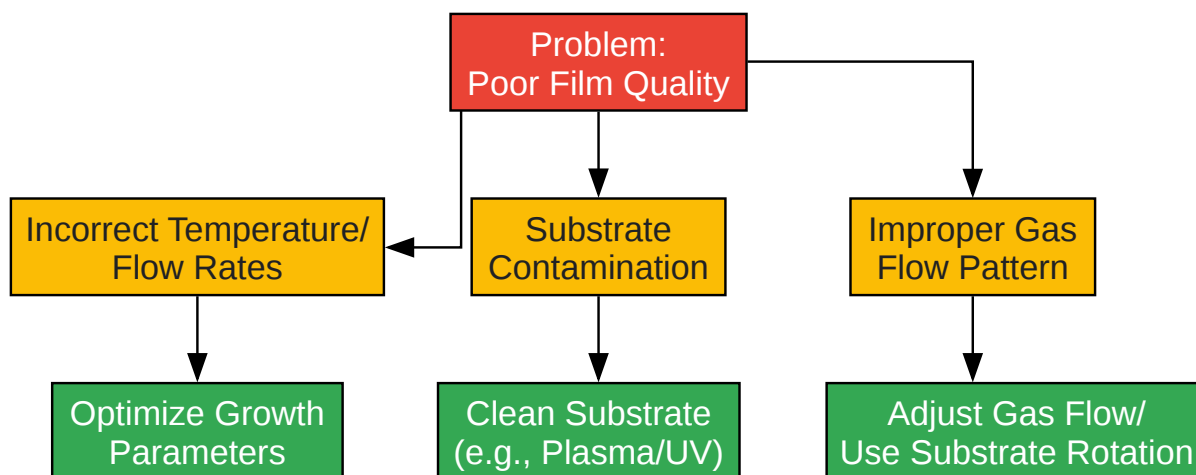 Problem:
Poor Film Quality
Incorrect Temperature/
Flow Rates
Substrate
Contamination
Improper Gas
Flow Pattern
Optimize Growth
Parameters
Clean Substrate
(e.g., Plasma/UV)
Adjust Gas Flow/
Use Substrate Rotation